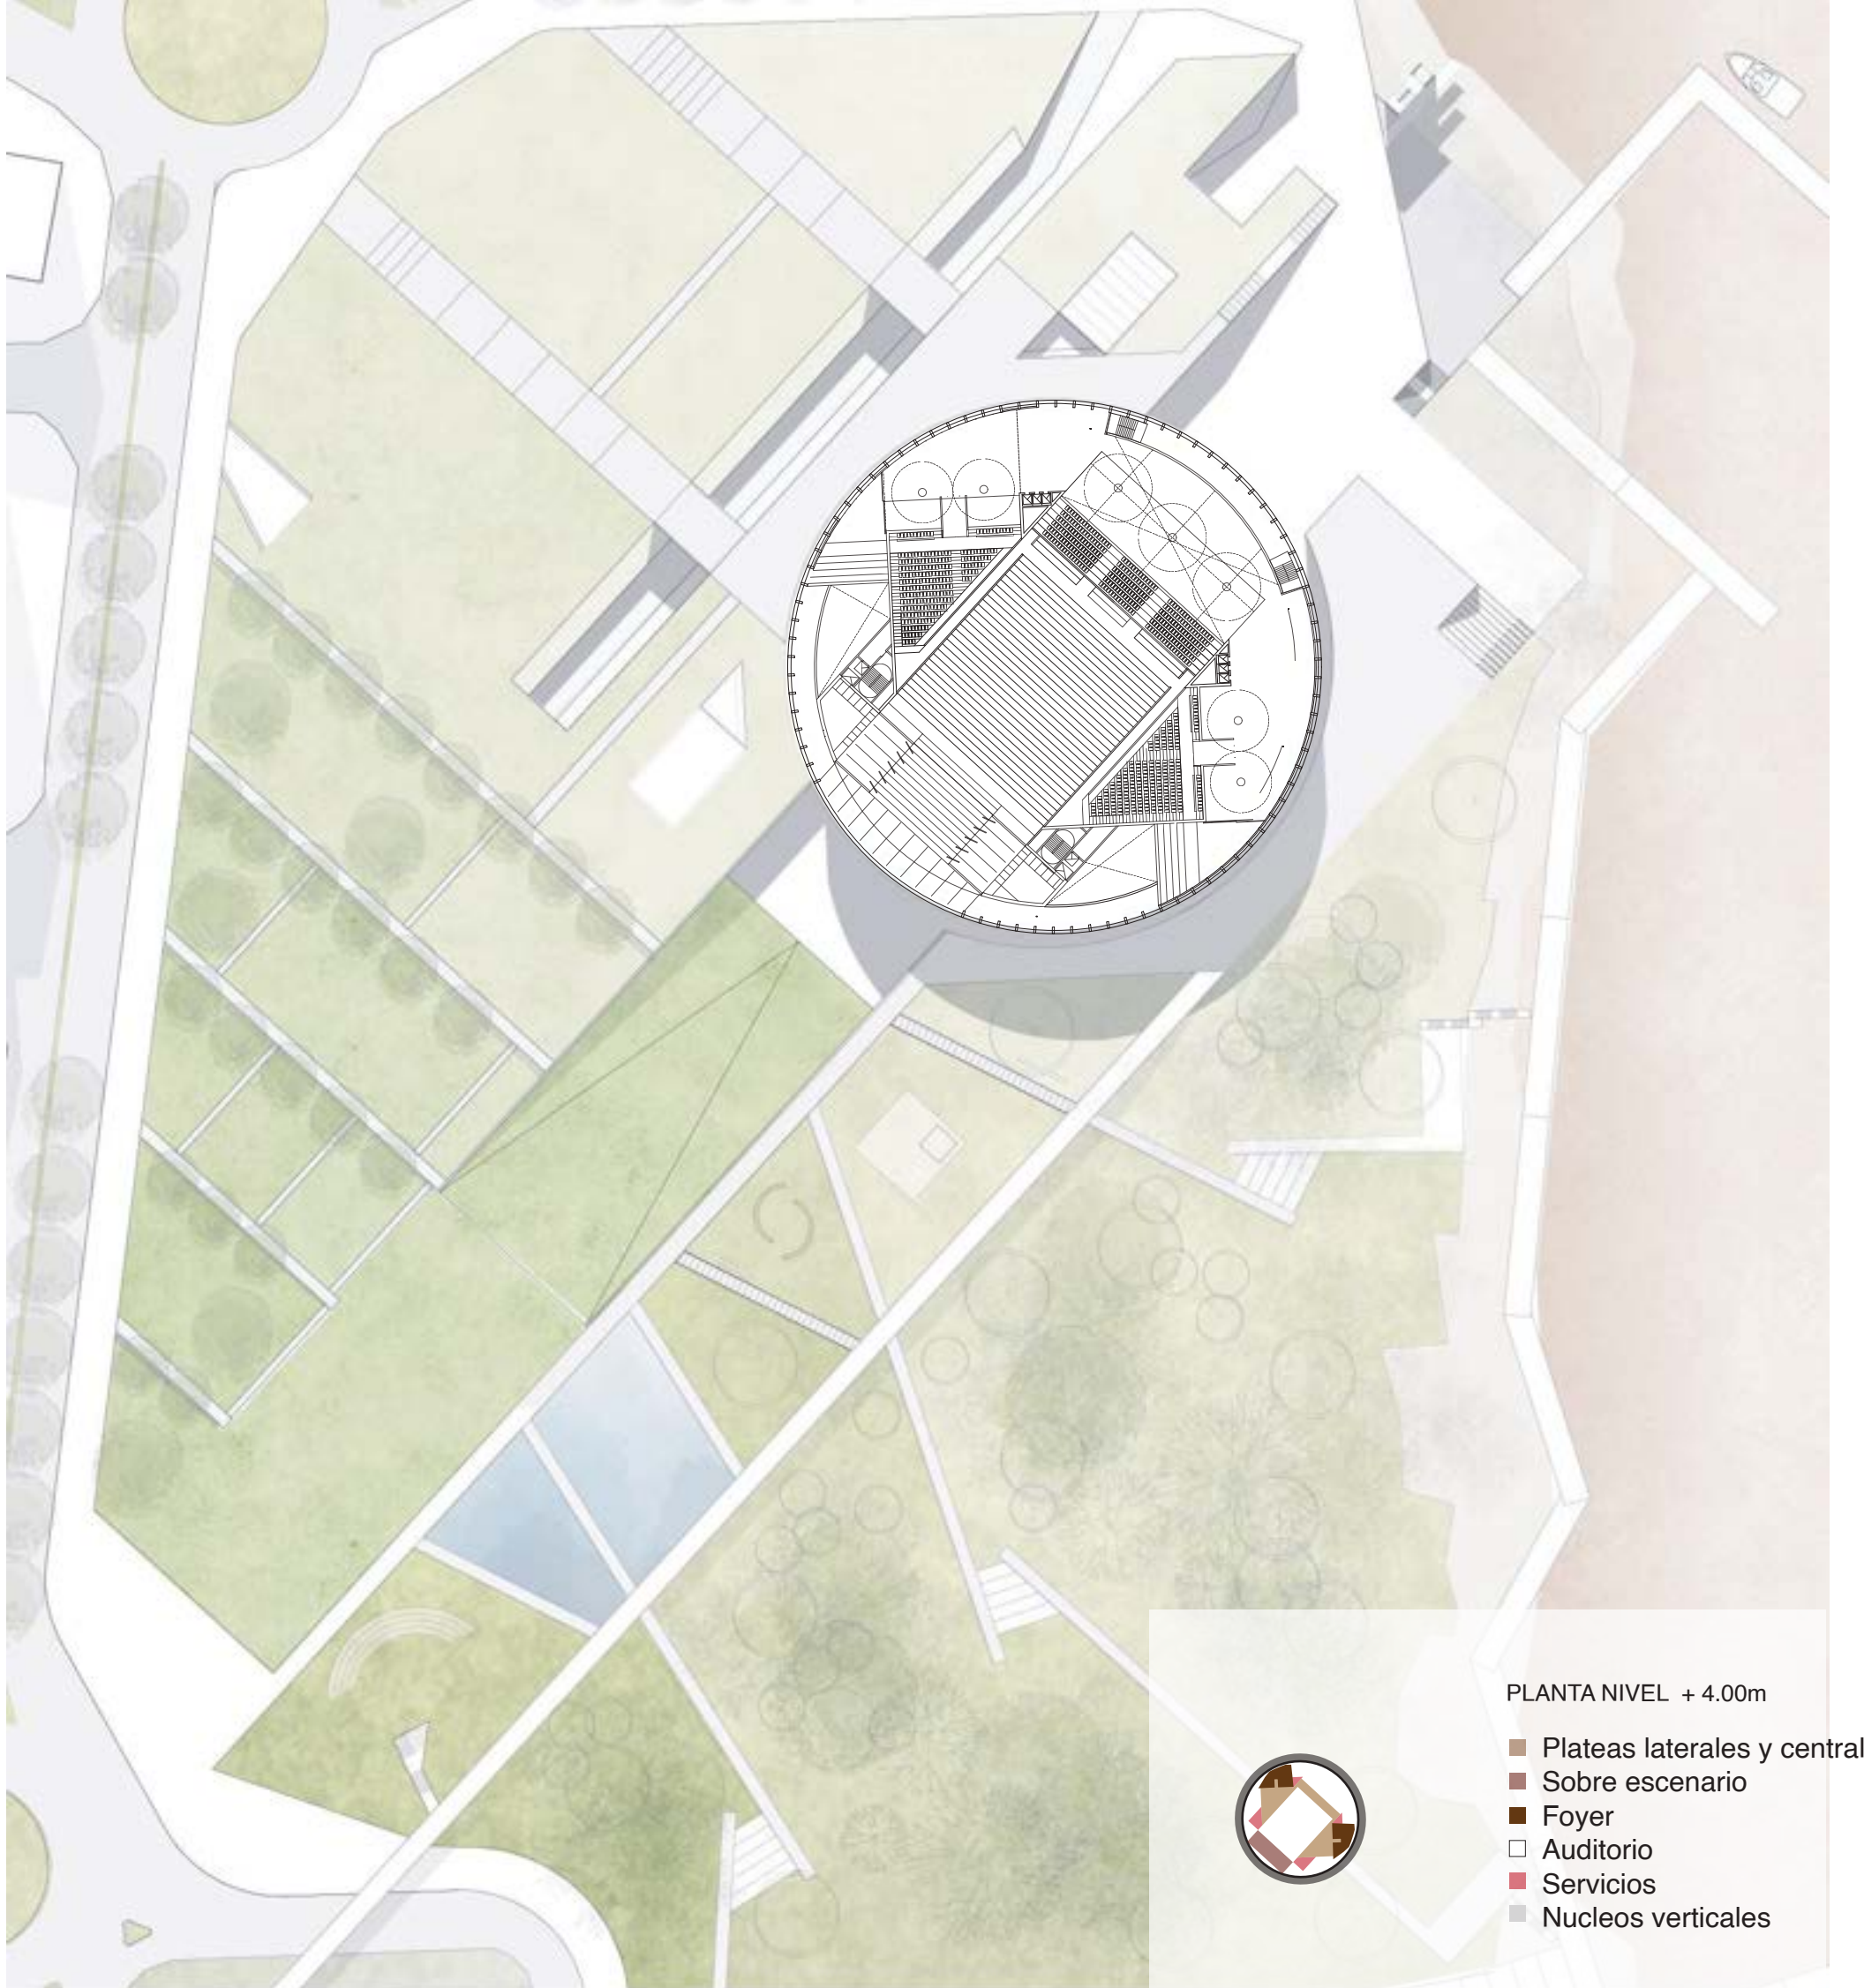 PLANTA NIVEL + 4.00m
Plateas laterales y central
Sobre escenario
Foyer
Auditorio
Servicios
Nucleos verticales